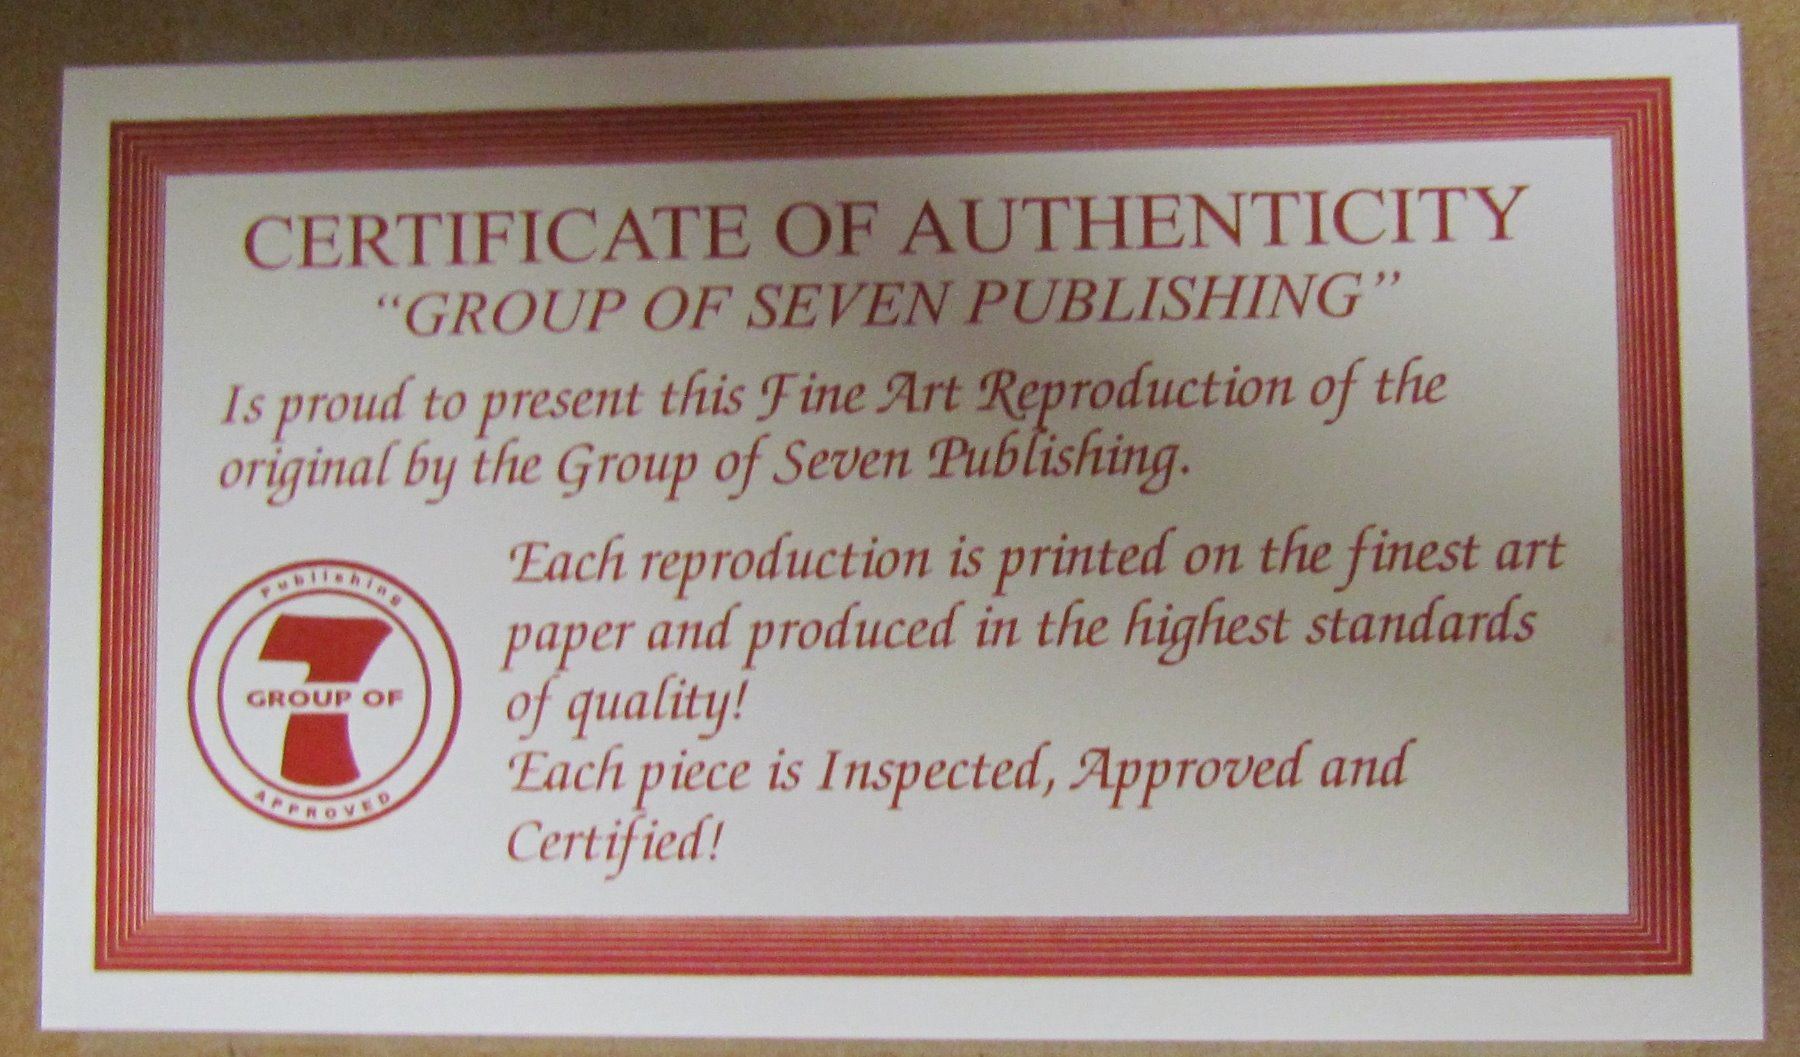 CERTIFICATE OF AUTHENTICITY
“GROUP OF SEVEN PUBLISHING”
Is proud to present this Fine Art Reproduction of the
original by the Group of Seven Publishing.
Each reproduction is printed on the finest art
paper and produced in the highest standards
of quality!
Each piece is Inspected, Approved and
Certified!
Publishing
7
GROUP OF
APPROVED